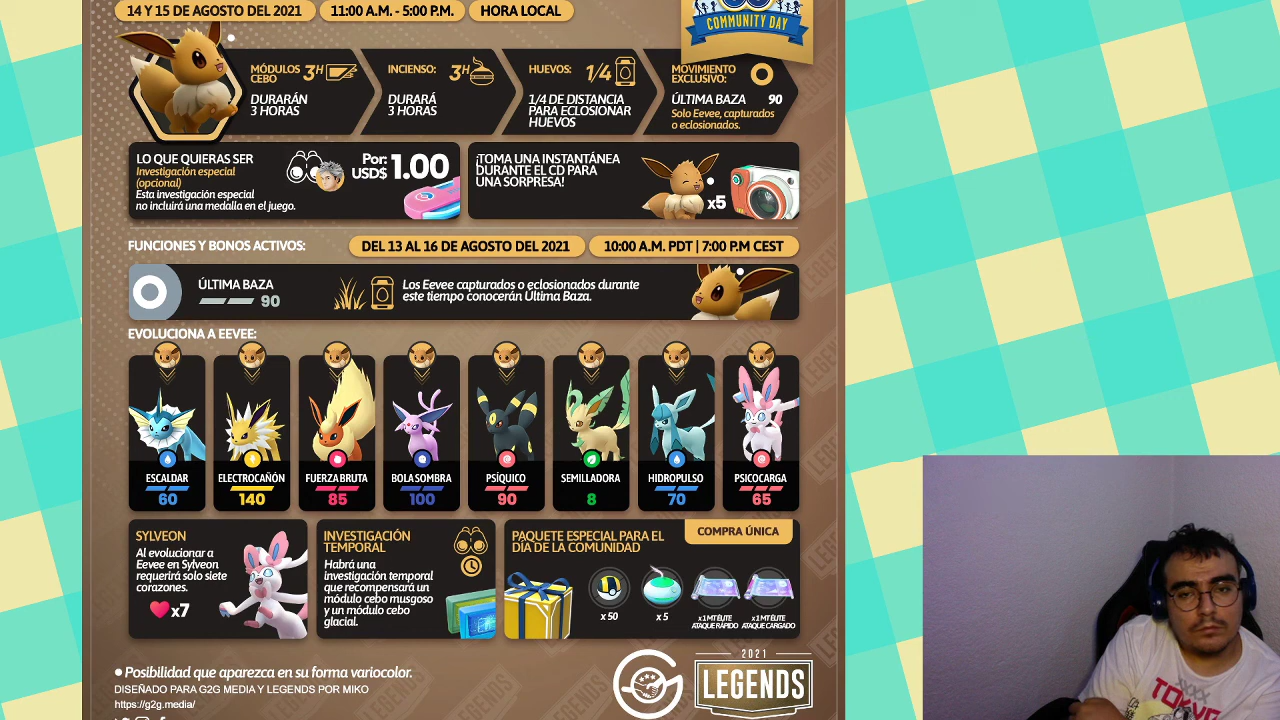 14 Y 15 DE AGOSTO DEL 2021
11:00 A.M. - 5:00 P.M.
HORA LOCAL
COMMUNITY DAY
MÓDULOS
CEBO
3H
DURARÁN
3 HORAS
INCIENSO:
3H
DURARÁ
3 HORAS
HUEVOS:
1/4
1/4 DE DISTANCIA
PARA ECLOSIONAR
HUEVOS
MOVIMIENTO
EXCLUSIVO:
ÚLTIMA BAZA 90
Solo Eevee, capturados
o eclosionados.
LO QUE QUIERAS SER
Investigación especial
(opcional)
Esta investigación especial
no incluirá una medalla en el juego.
Por:
USD$ 1.00
¡TOMA UNA INSTANTÁNEA
DURANTE EL CD PARA
UNA SORPRESA!
x5
FUNCIONES Y BONOS ACTIVOS:
DEL 13 AL 16 DE AGOSTO DEL 2021
10:00 A.M. PDT | 7:00 P.M CEST
ÚLTIMA BAZA
90
Los Eevee capturados o eclosionados durante
este tiempo conocerán Última Baza.
EVOLUCIONA A EEVEE:
ESCALDAR
60
ELECTROCAÑÓN
140
FUERZA BRUTA
85
BOLA SOMBRA
100
PSÍQUICO
90
SEMILLADORA
8
HIDROPULSO
70
PSICOCARGA
65
SYLVEON
Al evolucionar a
Eevee en Sylveon
requerirá solo siete
corazones.
x7
INVESTIGACIÓN
TEMPORAL
Habrá una
investigación temporal
que recompensará un
módulo cebo musgoso
y un módulo cebo
glacial.
PAQUETE ESPECIAL PARA EL
DÍA DE LA COMUNIDAD
COMPRA ÚNICA
x 50
x 5
x 1 MT ÉLITE
ATAQUE RÁPIDO
x 1 MT ÉLITE
ATAQUE CARGADO
Posibilidad que aparezca en su forma variocolor.
DISEÑADO PARA G2G MEDIA Y LEGENDS POR MIKO
https://g2g.media/
2021
LEGENDS
TOKYO